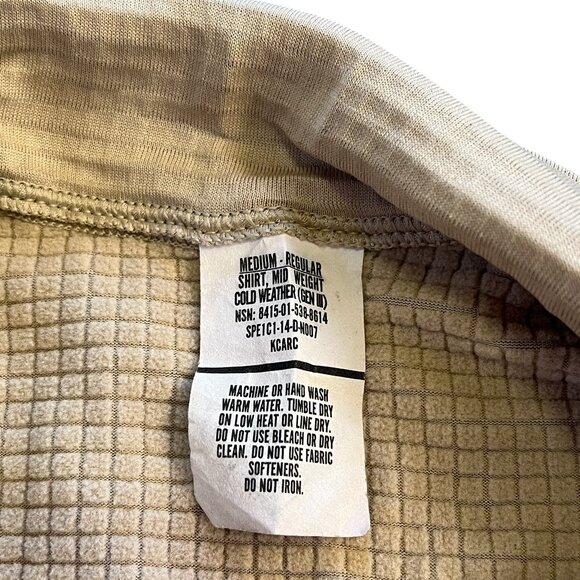 MEDIUM - REGULAR
SHIRT, MID WEIGHT
COLD WEATHER (GEN III)
NSN: 8415-01-538-8614
SPE1C1-14-D-N007
KCARC
MACHINE OR HAND WASH
WARM WATER. TUMBLE DRY
ON LOW HEAT OR LINE DRY.
DO NOT USE BLEACH OR DRY
CLEAN. DO NOT USE FABRIC
SOFTENERS.
DO NOT IRON.